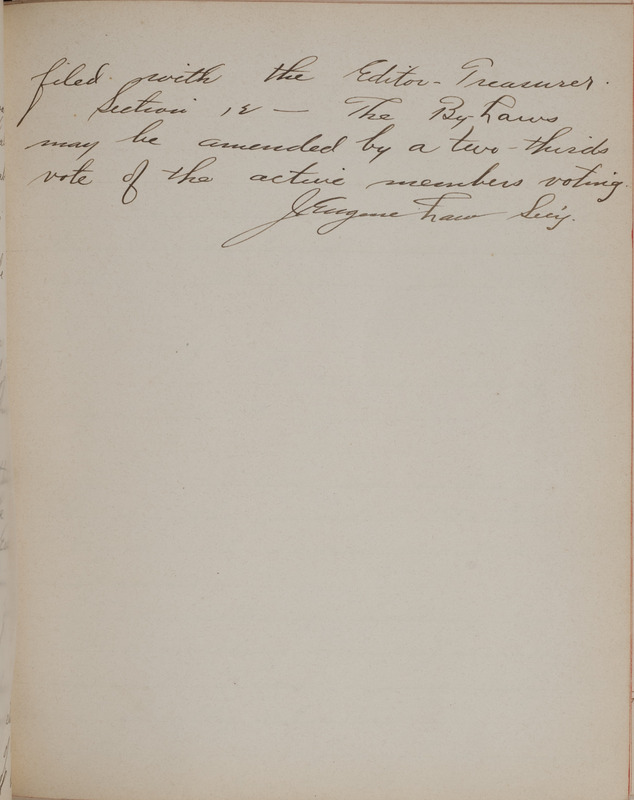 filed with the Editor-Treasurer.
Section 12 — The By-Laws
may be amended by a two-thirds
vote of the active members voting.
J Eugene Law Sec'y.